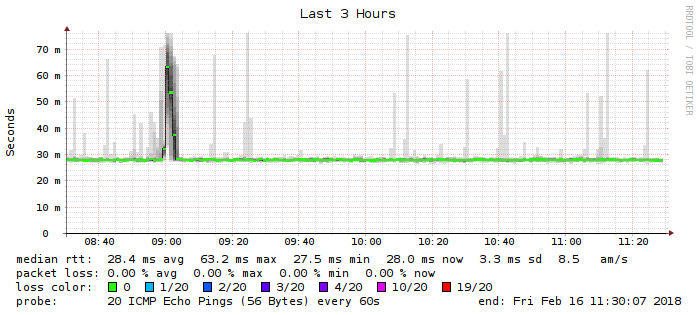 Last 3 Hours
RRDTOOL / TOBI OETIKER
Seconds
70 m
60 m
50 m
40 m
30 m
20 m
10 m
0
08:40 09:00 09:20 09:40 10:00 10:20 10:40 11:00 11:20
median rtt: 28.4 ms avg 63.2 ms max 27.5 ms min 28.0 ms now 3.3 ms sd 8.5 am/s
packet loss: 0.00 % avg 0.00 % max 0.00 % min 0.00 % now
loss color: 0 1/20 2/20 3/20 4/20 10/20 19/20
probe: 20 ICMP Echo Pings (56 Bytes) every 60s end: Fri Feb 16 11:30:07 2018